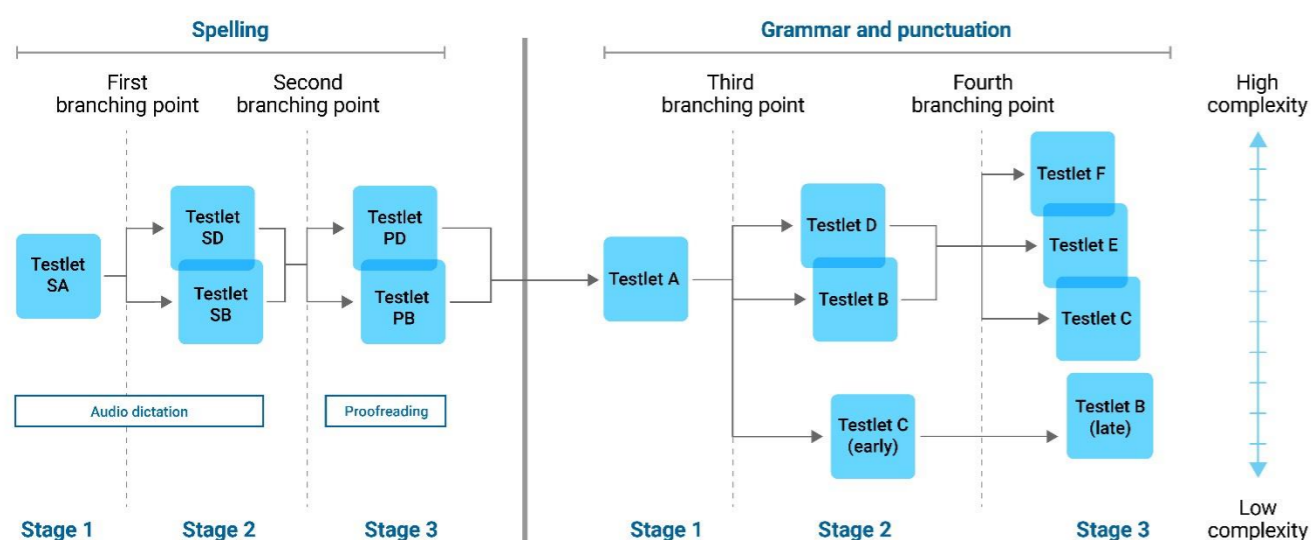 Spelling
Grammar and punctuation
First
branching point
Second
branching point
Third
branching point
Fourth
branching point
High
complexity
Testlet
SA
Testlet
SD
Testlet
SB
Testlet
PD
Testlet
PB
Testlet A
Testlet D
Testlet B
Testlet C
(early)
Testlet F
Testlet E
Testlet C
Testlet B
(late)
Audio dictation
Proofreading
Low
complexity
Stage 1
Stage 2
Stage 3
Stage 1
Stage 2
Stage 3